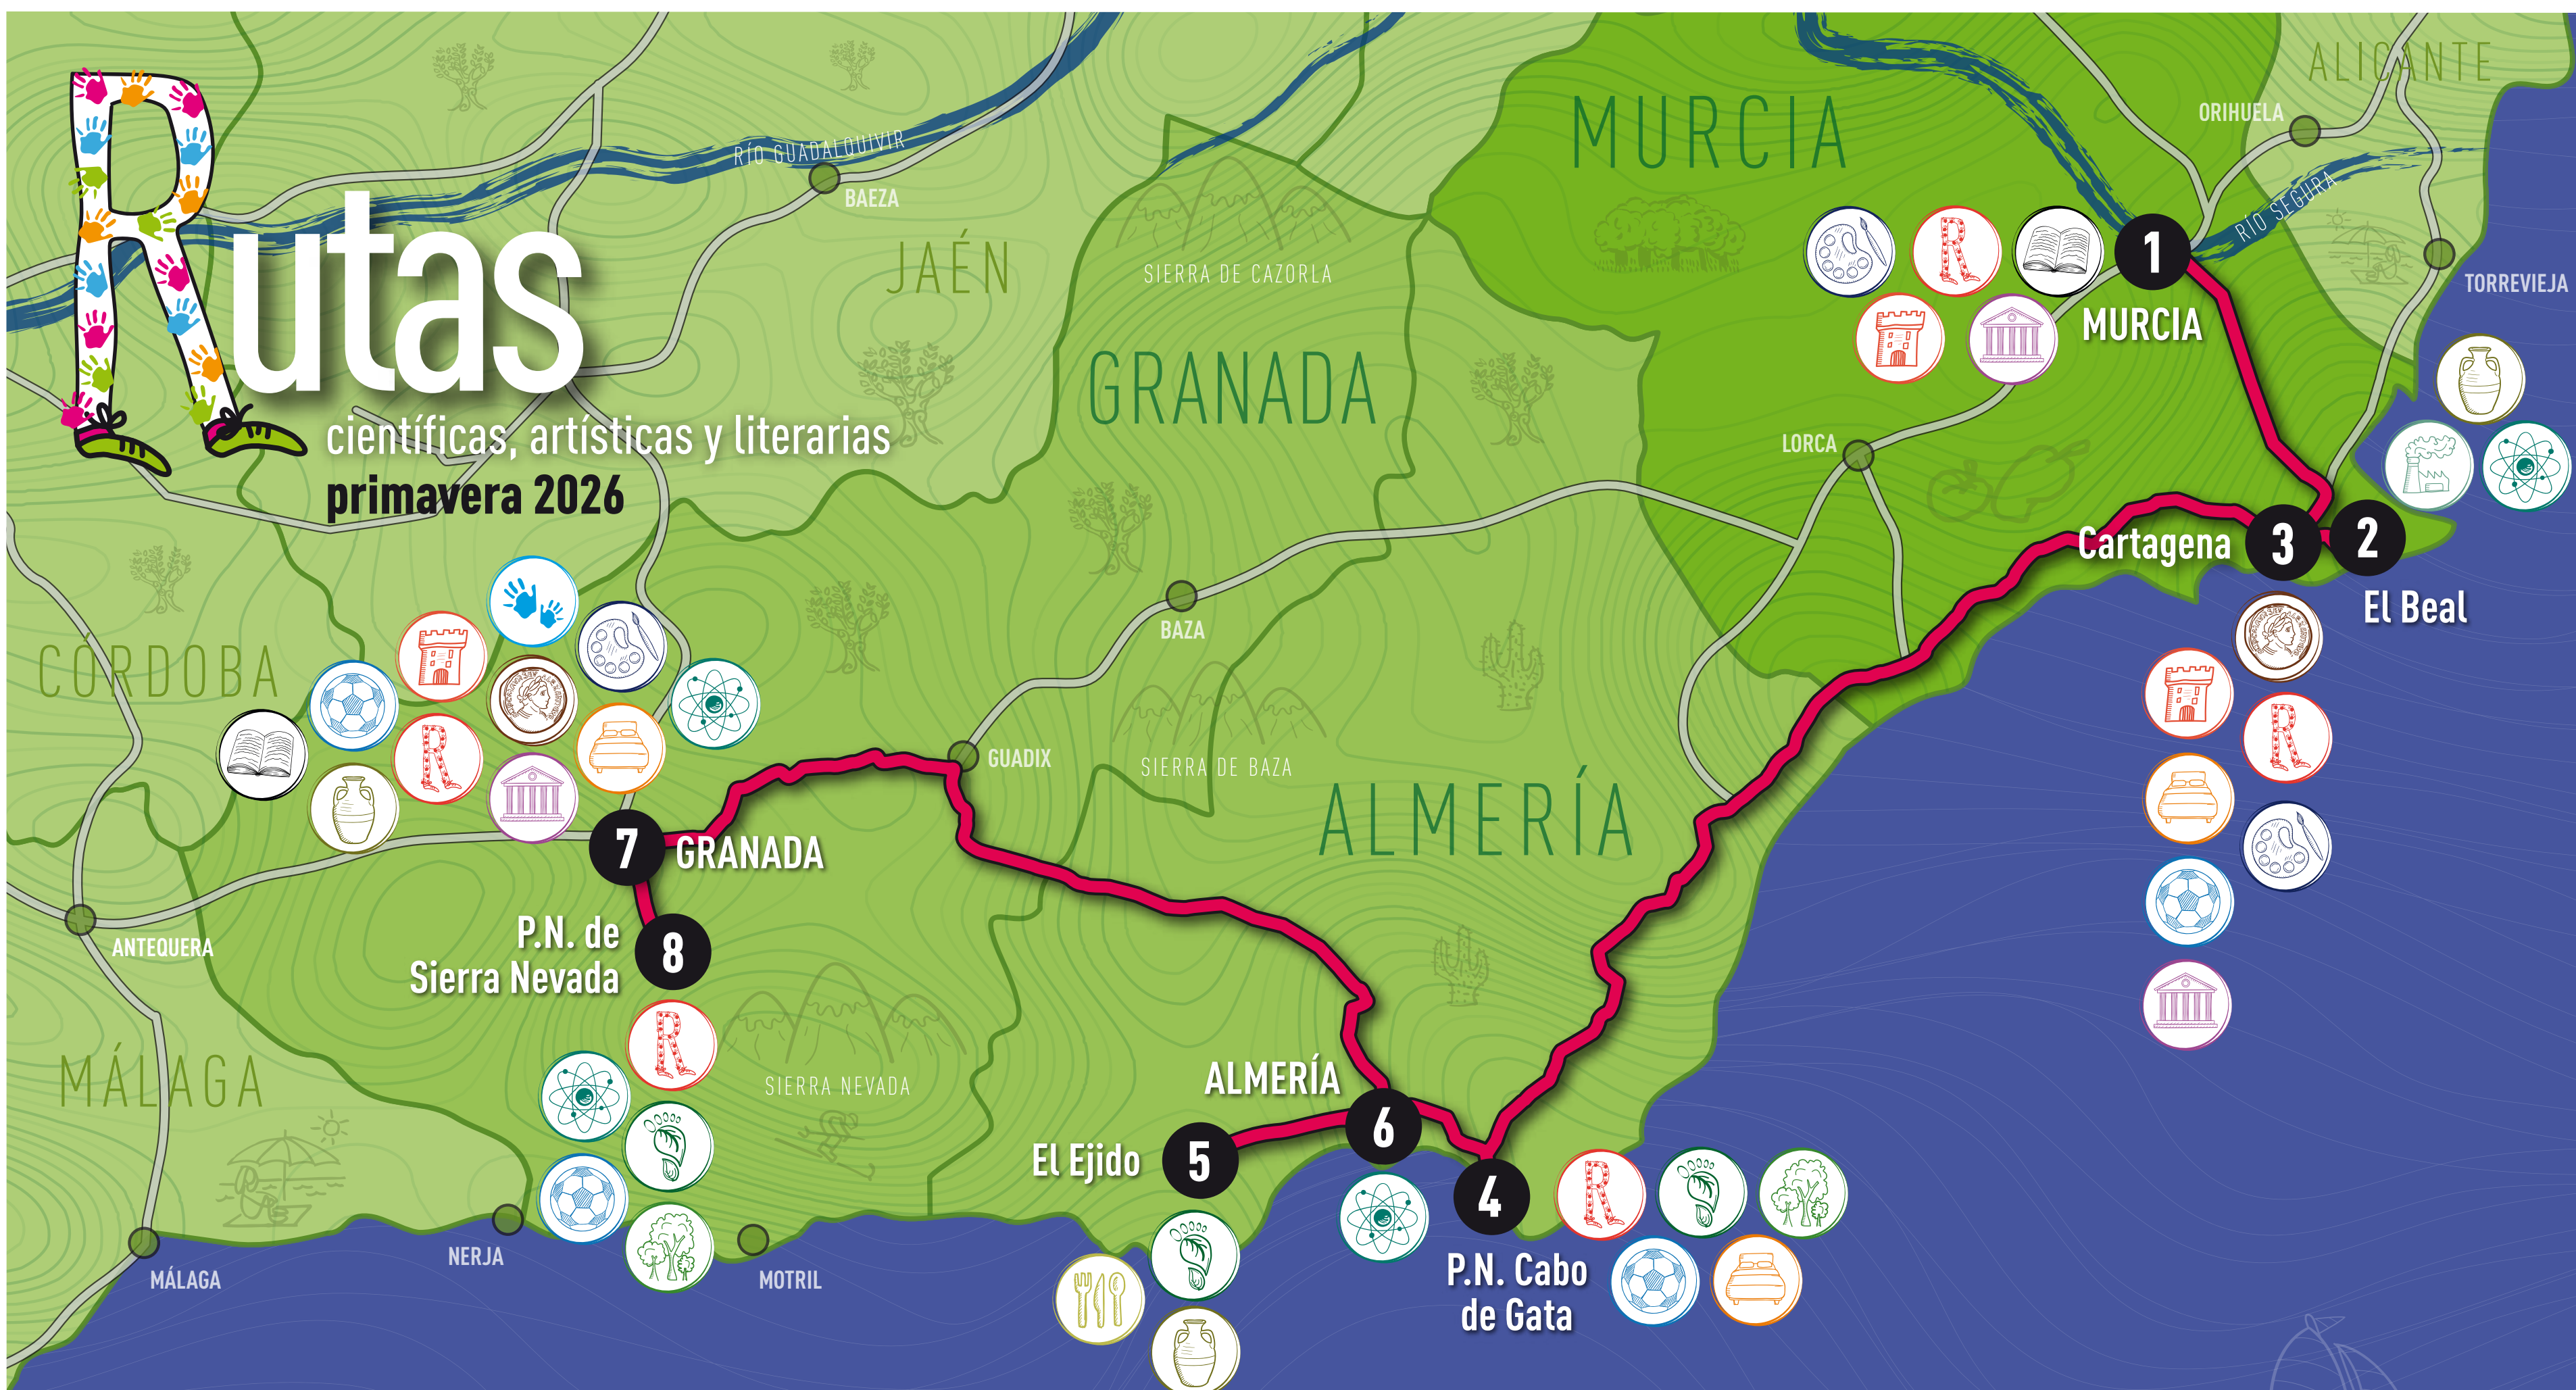 Rutas
científicas, artísticas y literarias
primavera 2026
RÍO GUADALQUIVIR
BAEZA
JAÉN
SIERRA DE CAZORLA
GRANADA
MURCIA
ALICANTE
ORIHUELA
RÍO SEGURA
TORREVIEJA
1
MURCIA
LORCA
Cartagena
3
2
El Beal
BAZA
SIERRA DE BAZA
GUADIX
ALMERÍA
CÓRDOBA
7
GRANADA
P.N. de
Sierra Nevada
8
ANTEQUERA
MÁLAGA
SIERRA NEVADA
ALMERÍA
6
El Ejido
5
4
P.N. Cabo
de Gata
NERJA
MÁLAGA
MOTRIL
R
R
R
R
R